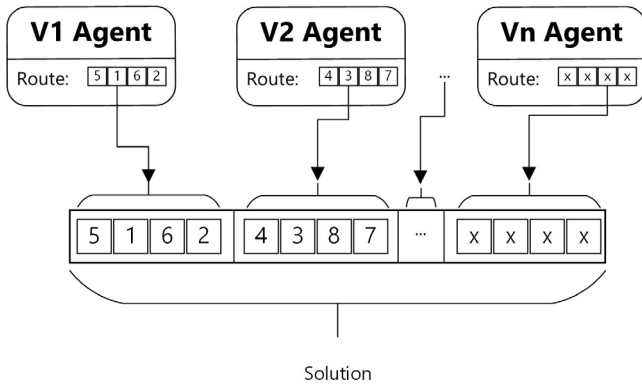 V1 Agent V2 Agent Vn Agent
Route: 5 1 6 2 Route: 4 3 8 7 ... Route: x x x x
5 1 6 2 4 3 8 7 ... x x x x
Solution